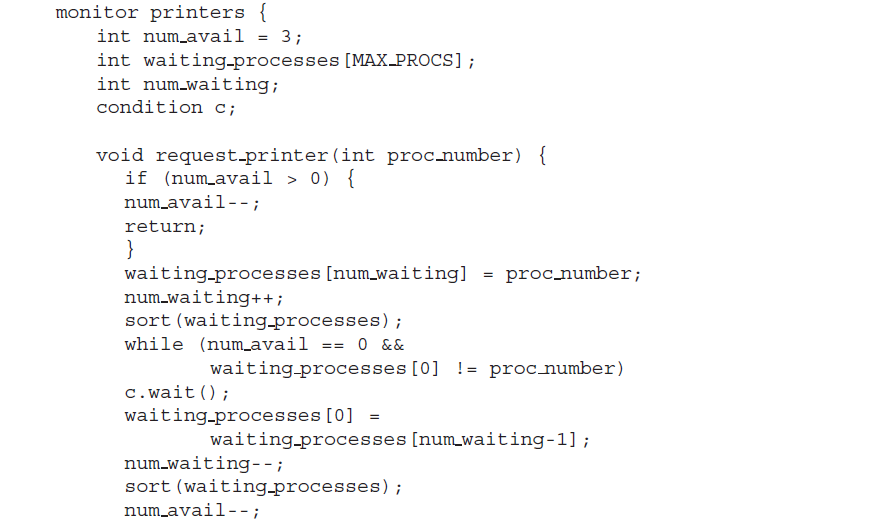 monitor printers {
int num_avail = 3;
int waiting_processes[MAX_PROCS];
int num_waiting;
condition c;
void request_printer(int proc_number) {
if (num_avail > 0) {
num_avail--;
return;
}
waiting_processes[num_waiting] = proc_number;
num_waiting++;
sort(waiting_processes);
while (num_avail == 0 &&
waiting_processes[0] != proc_number)
c.wait();
waiting_processes[0] =
waiting_processes[num_waiting-1];
num_waiting--;
sort(waiting_processes);
num_avail--;